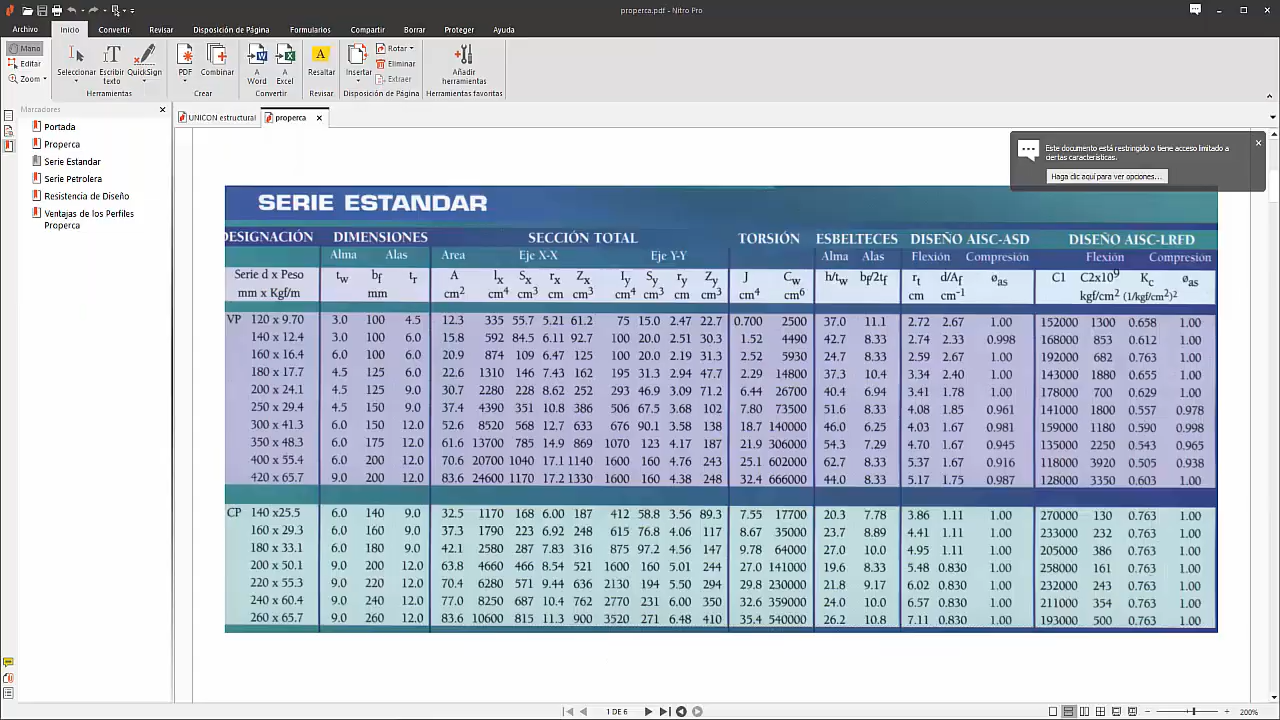 properca.pdf - Nitro Pro
Archivo Inicio Convertir Revisar Disposición de Página Formularios Compartir Borrar Proteger Ayuda
Mano
Editar
Zoom
Seleccionar
Escribir texto
QuickSign
Herramientas
PDF
Combinar
Crear
A Word
A Excel
Convertir
Resaltar
Revisar
Insertar
Rotar
Eliminar
Extraer
Disposición de Página
Añadir herramientas
Herramientas favoritas
Marcadores
UNICON estructural
properca
Portada
Properca
Serie Estandar
Serie Petrolera
Resistencia de Diseño
Ventajas de los Perfiles
Properca
Este documento está restringido o tiene acceso limitado a
ciertas características.
Haga clic aquí para ver opciones...
SERIE ESTANDAR
DESIGNACIÓN DIMENSIONES SECCIÓN TOTAL TORSIÓN ESBELTECES DISEÑO AISC-ASD DISEÑO AISC-LRFD
Alma Alas Area Eje X-X Eje Y-Y Alma Alas Flexión Compresión Flexión Compresión
Serie d x Peso tw bf tr A Ix Sx rx Zx Iy Sy ry Zy J Cw h/tw bf/2tf rt d/Af øas C1 C2x10⁹ Kc øas
mm x Kgf/m mm cm² cm⁴ cm³ cm cm³ cm⁴ cm³ cm cm³ cm⁴ cm⁶ cm cm⁻¹ kgf/cm² (1/kgf/cm²)²
VP 120 x 9.70 3.0 100 4.5 12.3 335 55.7 5.21 61.2 75 15.0 2.47 22.7 0.700 2500 37.0 11.1 2.72 2.67 1.00 152000 1300 0.658 1.00
140 x 12.4 3.0 100 6.0 15.8 592 84.5 6.11 92.7 100 20.0 2.51 30.3 1.52 4490 42.7 8.33 2.74 2.33 0.998 168000 853 0.612 1.00
160 x 16.4 6.0 100 6.0 20.9 874 109 6.47 125 100 20.0 2.19 31.3 2.52 5930 24.7 8.33 2.59 2.67 1.00 192000 682 0.763 1.00
180 x 17.7 4.5 125 6.0 22.6 1310 146 7.43 162 195 31.3 2.94 47.7 2.29 14800 37.3 10.4 3.34 2.40 1.00 143000 1880 0.655 1.00
200 x 24.1 4.5 125 9.0 30.7 2280 228 8.62 252 293 46.9 3.09 71.2 6.44 26700 40.4 6.94 3.41 1.78 1.00 178000 700 0.629 1.00
250 x 29.4 4.5 150 9.0 37.4 4390 351 10.8 386 506 67.5 3.68 102 7.80 73500 51.6 8.33 4.08 1.85 0.961 141000 1800 0.557 0.978
300 x 41.3 6.0 150 12.0 52.6 8520 568 12.7 633 676 90.1 3.58 138 18.7 140000 46.0 6.25 4.03 1.67 0.981 159000 1180 0.590 0.998
350 x 48.3 6.0 175 12.0 61.6 13700 785 14.9 869 1070 123 4.17 187 21.9 306000 54.3 7.29 4.70 1.67 0.945 135000 2250 0.543 0.965
400 x 55.4 6.0 200 12.0 70.6 20700 1040 17.1 1140 1600 160 4.76 243 25.1 602000 62.7 8.33 5.37 1.67 0.916 118000 3920 0.505 0.938
420 x 65.7 9.0 200 12.0 83.6 24600 1170 17.2 1330 1600 160 4.38 248 32.4 666000 44.0 8.33 5.17 1.75 0.987 128000 3350 0.603 1.00
CP 140 x25.5 6.0 140 9.0 32.5 1170 168 6.00 187 412 58.8 3.56 89.3 7.55 17700 20.3 7.78 3.86 1.11 1.00 270000 130 0.763 1.00
160 x 29.3 6.0 160 9.0 37.3 1790 223 6.92 248 615 76.8 4.06 117 8.67 35000 23.7 8.89 4.41 1.11 1.00 233000 232 0.763 1.00
180 x 33.1 6.0 180 9.0 42.1 2580 287 7.83 316 875 97.2 4.56 147 9.78 64000 27.0 10.0 4.95 1.11 1.00 205000 386 0.763 1.00
200 x 50.1 9.0 200 12.0 63.8 4660 466 8.54 521 1600 160 5.01 244 27.0 141000 19.6 8.33 5.48 0.830 1.00 258000 161 0.763 1.00
220 x 55.3 9.0 220 12.0 70.4 6280 571 9.44 636 2130 194 5.50 294 29.8 230000 21.8 9.17 6.02 0.830 1.00 232000 243 0.763 1.00
240 x 60.4 9.0 240 12.0 77.0 8250 687 10.4 762 2770 231 6.00 350 32.6 359000 24.0 10.0 6.57 0.830 1.00 211000 354 0.763 1.00
260 x 65.7 9.0 260 12.0 83.6 10600 815 11.3 900 3520 271 6.48 410 35.4 540000 26.2 10.8 7.11 0.830 1.00 193000 500 0.763 1.00
1 DE 6
200%